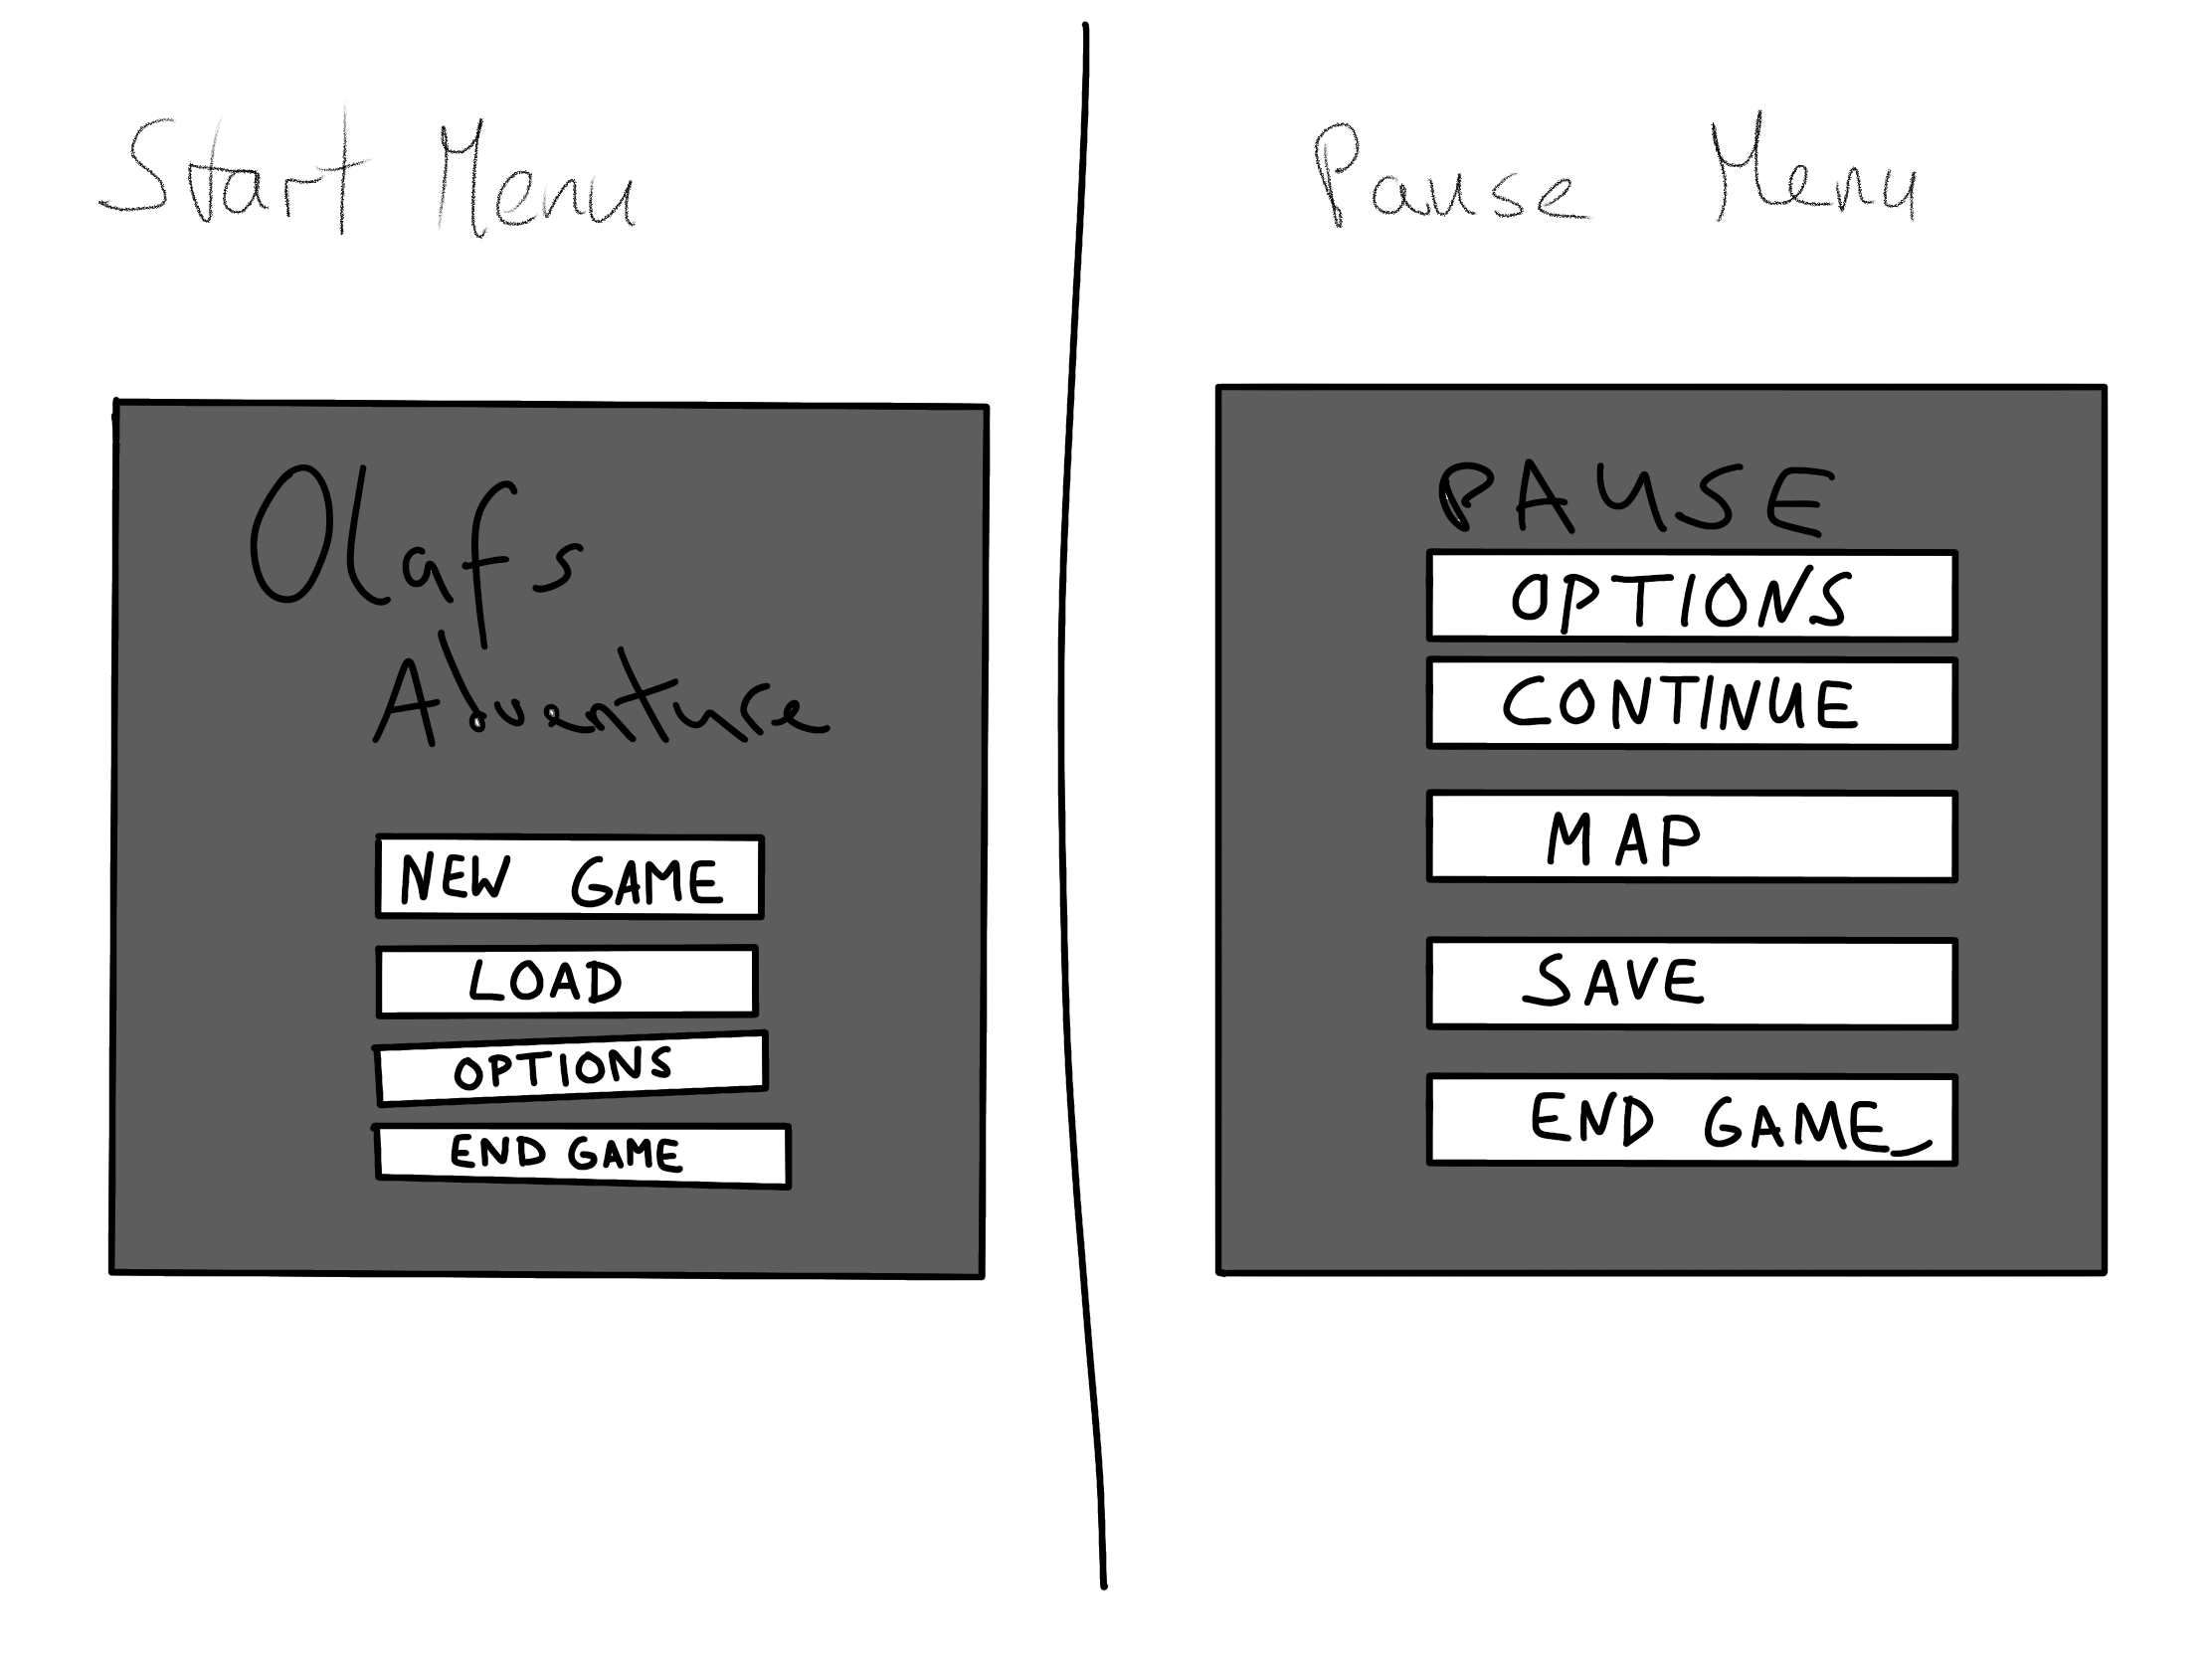 Start Menu
Olafs
Adventure
NEW GAME
LOAD
OPTIONS
END GAME
Pause Menu
PAUSE
OPTIONS
CONTINUE
MAP
SAVE
END GAME